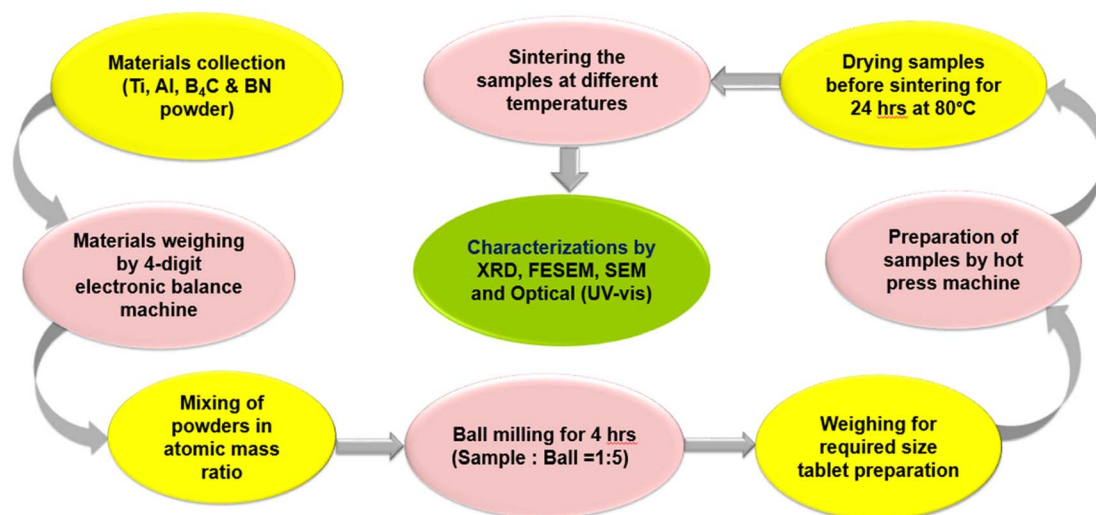 Materials collection
(Ti, Al, B₄C & BN
powder)
Materials weighing
by 4-digit
electronic balance
machine
Mixing of
powders in
atomic mass
ratio
Ball milling for 4 hrs
(Sample : Ball =1:5)
Weighing for
required size
tablet preparation
Preparation of
samples by hot
press machine
Drying samples
before sintering for
24 hrs at 80°C
Sintering the
samples at different
temperatures
Characterizations by
XRD, FESEM, SEM
and Optical (UV-vis)